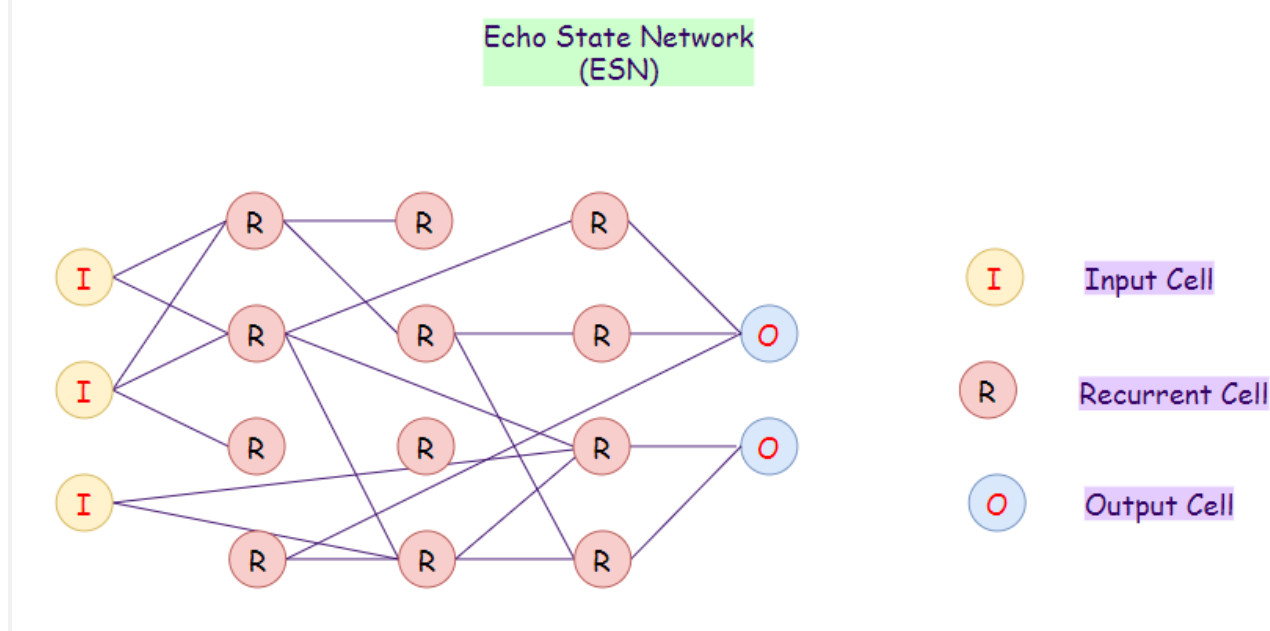 Echo State Network
(ESN)
R R R
I I Input Cell
R R R O
I R Recurrent Cell
R R R O
I O Output Cell
R R R